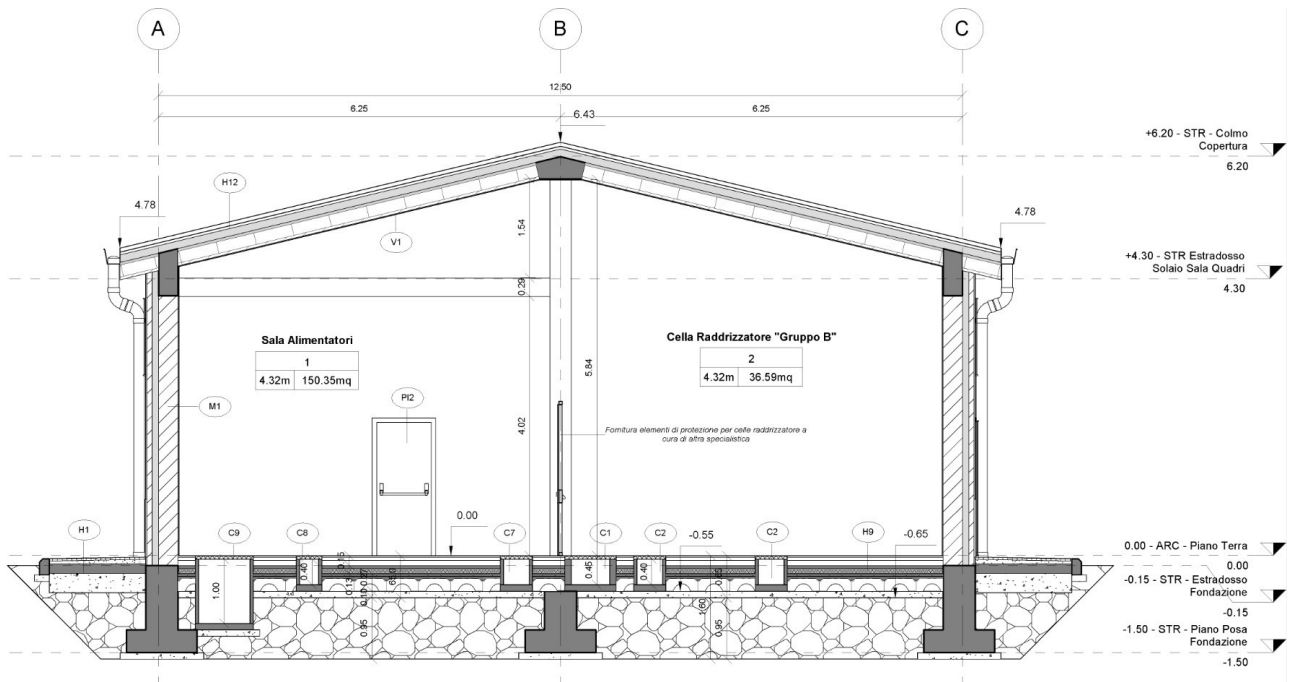 A
B
C
12.50
6.25
6.25
6.43
+6.20 - STR - Colmo
Copertura
6.20
H12
4.78
4.78
V1
1.54
+4.30 - STR Estradosso
Solaio Sala Quadri
4.30
0.29
Sala Alimentatori
1
4.32m 150.35mq
Cella Raddrizzatore "Gruppo B"
2
4.32m 36.59mq
5.84
M1
PI2
4.02
Fornitura elementi di protezione per celle raddrizzatore a
cura di altra specialistica
0.00
H1
C9
C8
C7
C1
C2
-0.55
C2
H9
-0.65
0.00 - ARC - Piano Terra
0.00
0.15
0.40
0.45
0.40
1.00
0.95
1.60
0.95
-0.15 - STR - Estradosso
Fondazione
-0.15
-1.50 - STR - Piano Posa
Fondazione
-1.50